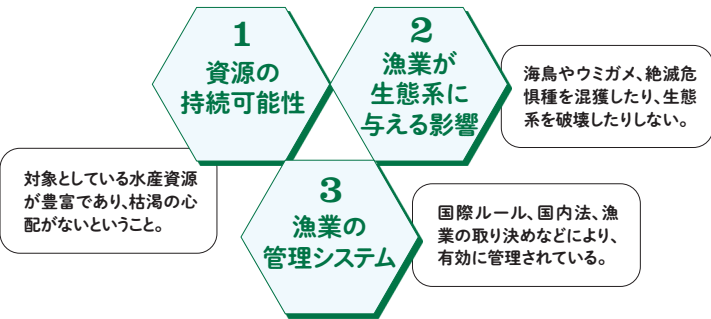 1
資源の
持続可能性
2
漁業が
生態系に
与える影響
海鳥やウミガメ、絶滅危
惧種を混獲したり、生態
系を破壊したりしない。
対象としている水産資源
が豊富であり、枯渇の心
配がないということ。
3
漁業の
管理システム
国際ルール、国内法、漁
業の取り決めなどにより、
有効に管理されている。